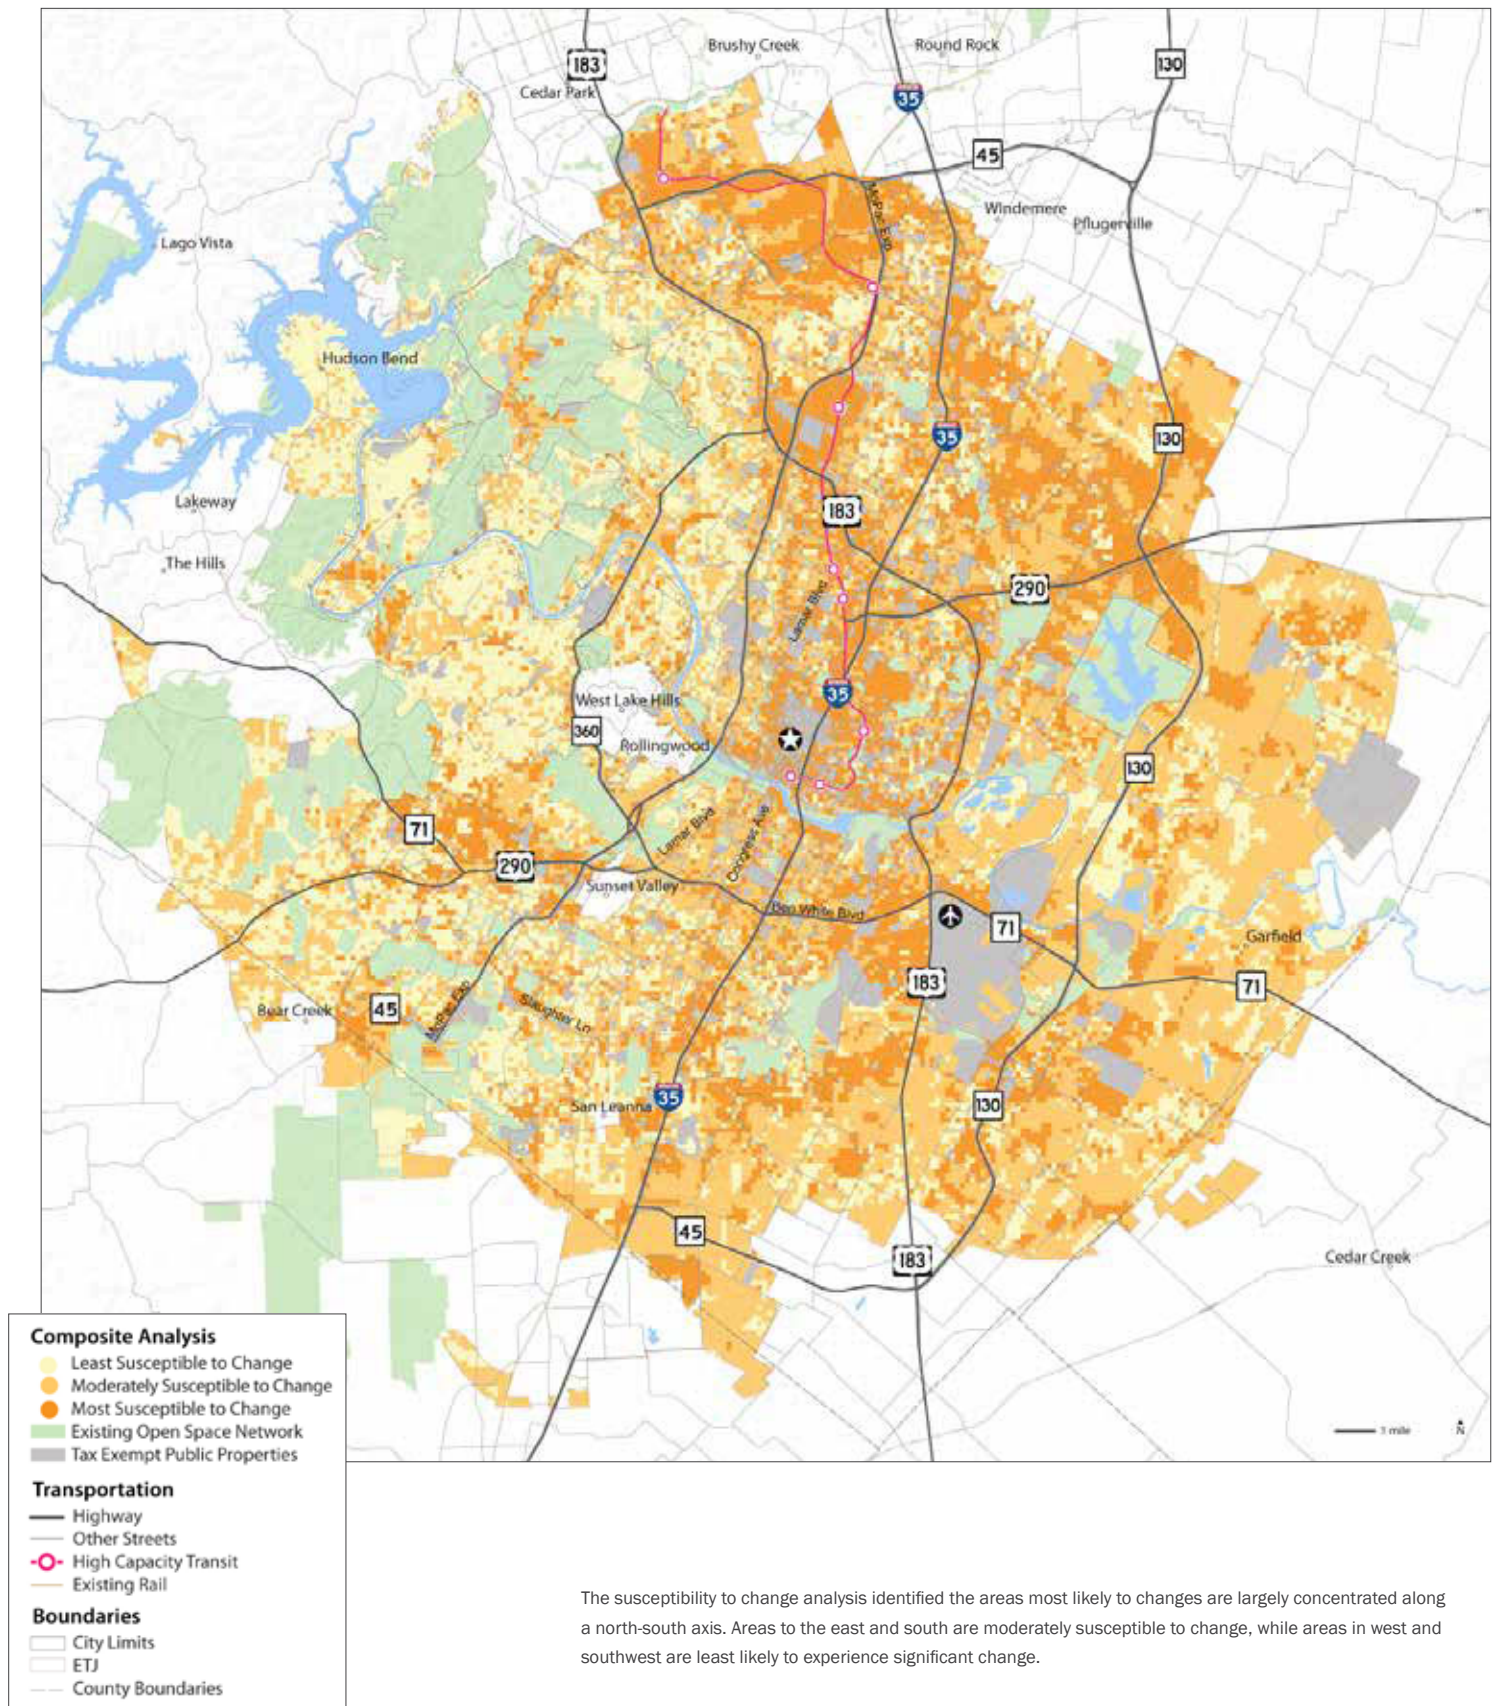 Brushy Creek
Round Rock
183
130
Cedar Park
35
45
Windemere
Pflugerville
MoPac Exp
Lago Vista
Hudson Bend
35
130
Lakeway
183
The Hills
290
Lamar Blvd
35
West Lake Hills
360
Rollingwood
130
71
Lamar Blvd
Congress Ave
290
Sunset Valley
Ben White Blvd
71
Garfield
183
71
Bear Creek
45
MoPac Exp
Slaughter Ln
35
San Leanna
130
45
183
Cedar Creek
1 mile
N
Composite Analysis
Least Susceptible to Change
Moderately Susceptible to Change
Most Susceptible to Change
Existing Open Space Network
Tax Exempt Public Properties
Transportation
Highway
Other Streets
High Capacity Transit
Existing Rail
Boundaries
City Limits
ETJ
County Boundaries
The susceptibility to change analysis identified the areas most likely to changes are largely concentrated along
a north-south axis. Areas to the east and south are moderately susceptible to change, while areas in west and
southwest are least likely to experience significant change.